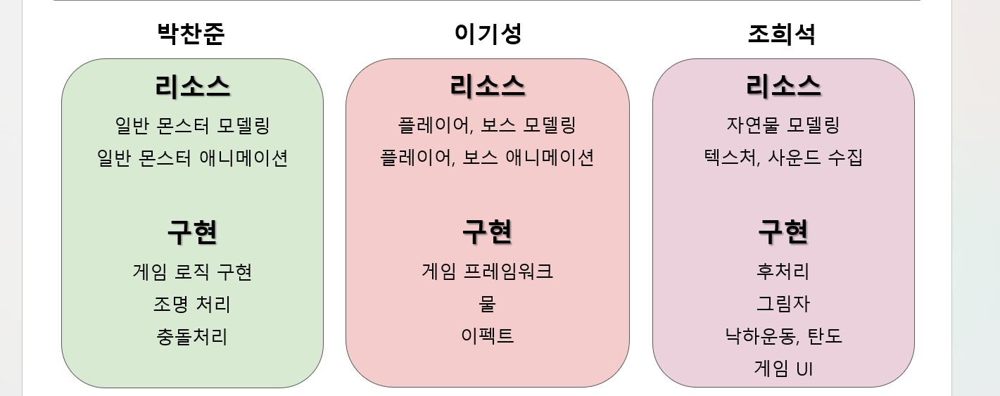 박찬준
리소스
일반 몬스터 모델링
일반 몬스터 애니메이션
구현
게임 로직 구현
조명 처리
충돌처리
이기성
리소스
플레이어, 보스 모델링
플레이어, 보스 애니메이션
구현
게임 프레임워크
물
이펙트
조희석
리소스
자연물 모델링
텍스처, 사운드 수집
구현
후처리
그림자
낙하운동, 탄도
게임 UI